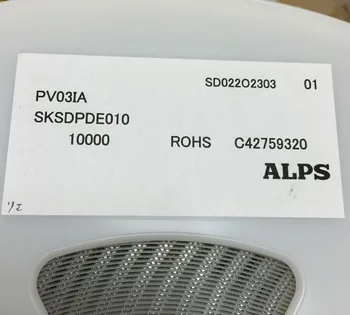 SD022O2303 01
PV03IA
SKSDPDE010
10000 ROHS C42759320
ALPS